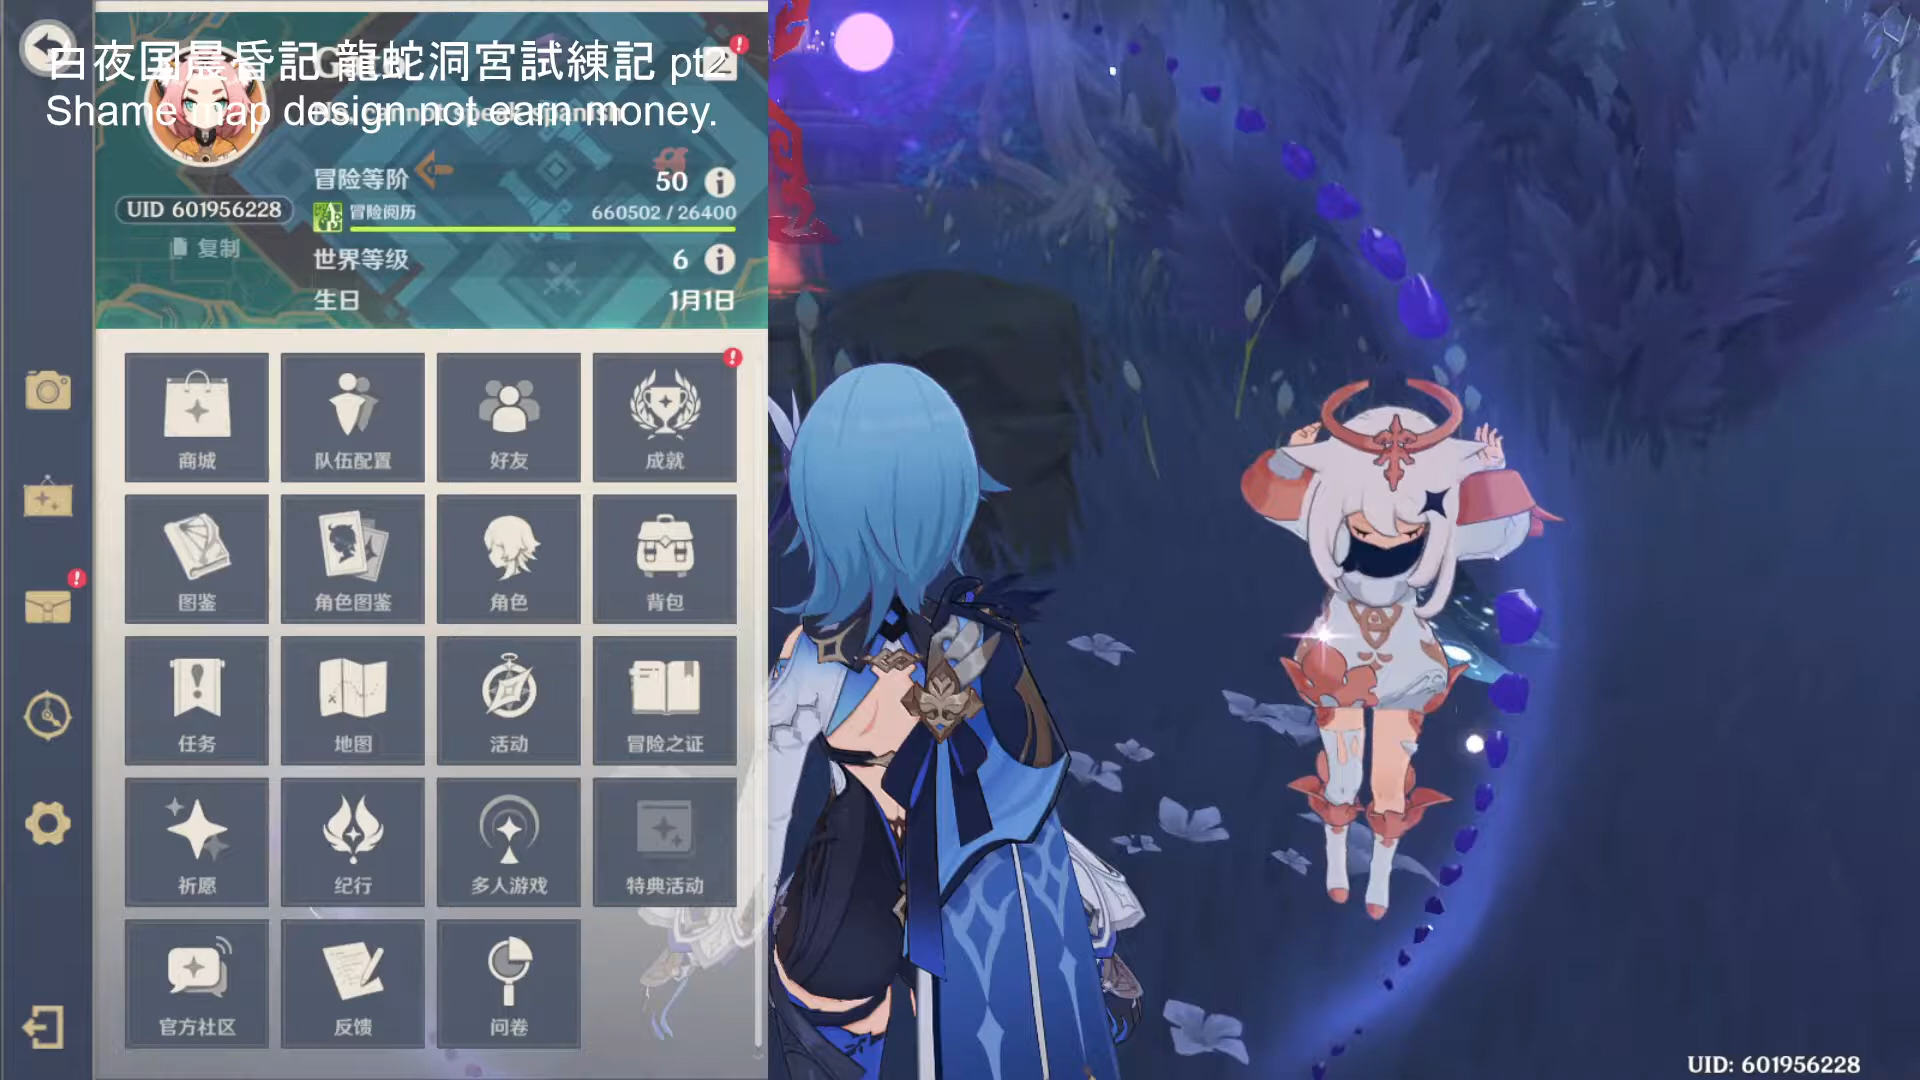 白夜国晨昏記 龍蛇洞宮試練記 pt2
Shame map design not earn money.
cannot speak spanish
冒险等阶 50
UID 601956228
冒险阅历 660502 / 26400
复制
世界等级 6
生日 1月1日
商城 队伍配置 好友 成就
图鉴 角色图鉴 角色 背包
任务 地图 活动 冒险之证
祈愿 纪行 多人游戏 特典活动
官方社区 反馈 问卷
UID: 601956228